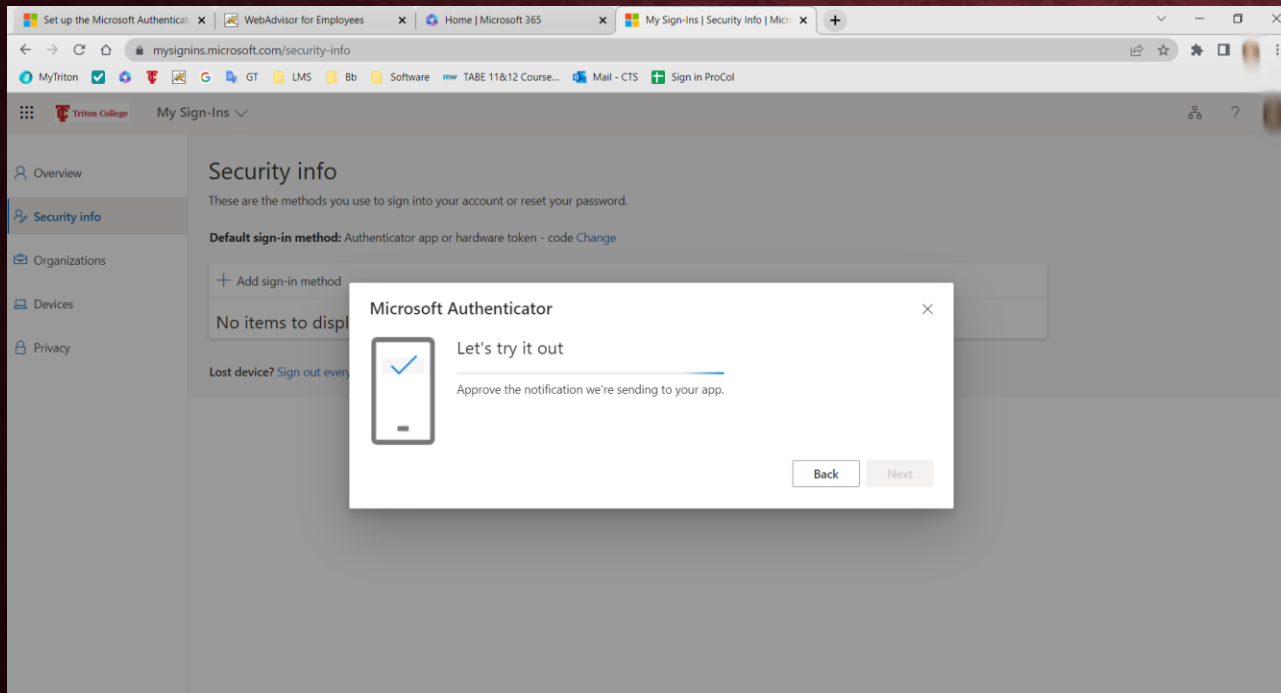 Set up the Microsoft Authenticat
WebAdvisor for Employees
Home | Microsoft 365
My Sign-Ins | Security Info | Micr
mysignins.microsoft.com/security-info
MyTriton
GT
LMS
Bb
Software
mw TABE 11&12 Course...
Mail - CTS
Sign in ProCol
Triton College
My Sign-Ins
?
Overview
Security info
Organizations
Devices
Privacy
Security info
These are the methods you use to sign into your account or reset your password.
Default sign-in method: Authenticator app or hardware token - code Change
+ Add sign-in method
No items to displ
Lost device? Sign out every
Microsoft Authenticator
Let's try it out
Approve the notification we're sending to your app.
Back
Next